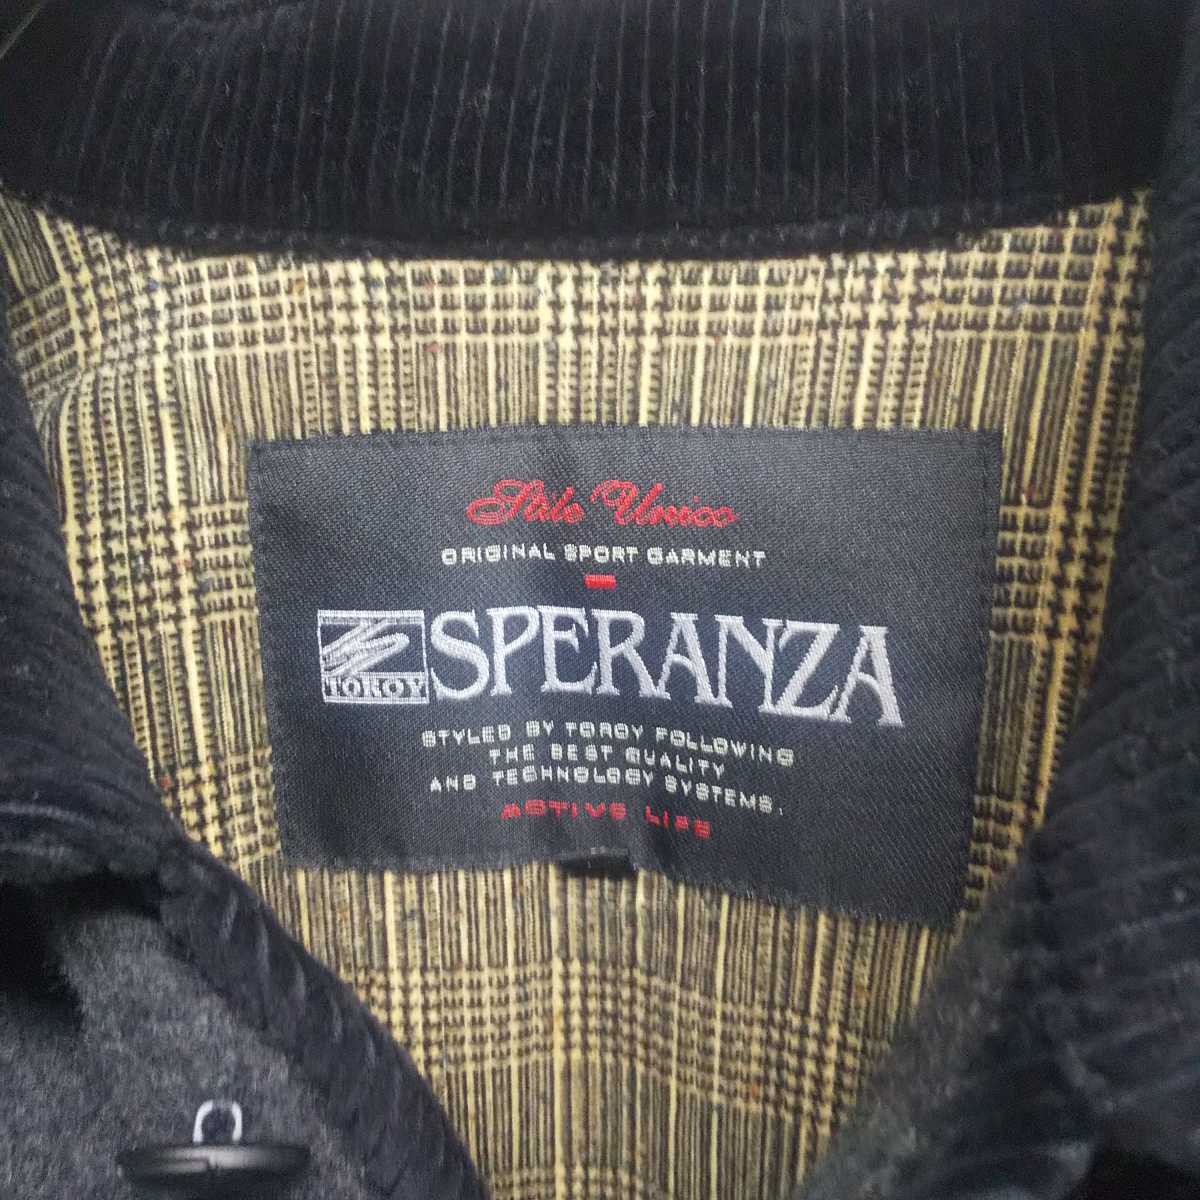 Stile Unico
ORIGINAL SPORT GARMENT
TOROY
SPERANZA
STYLED BY TOROY FOLLOWING
THE BEST QUALITY
AND TECHNOLOGY SYSTEMS.
ACTIVE LIFE